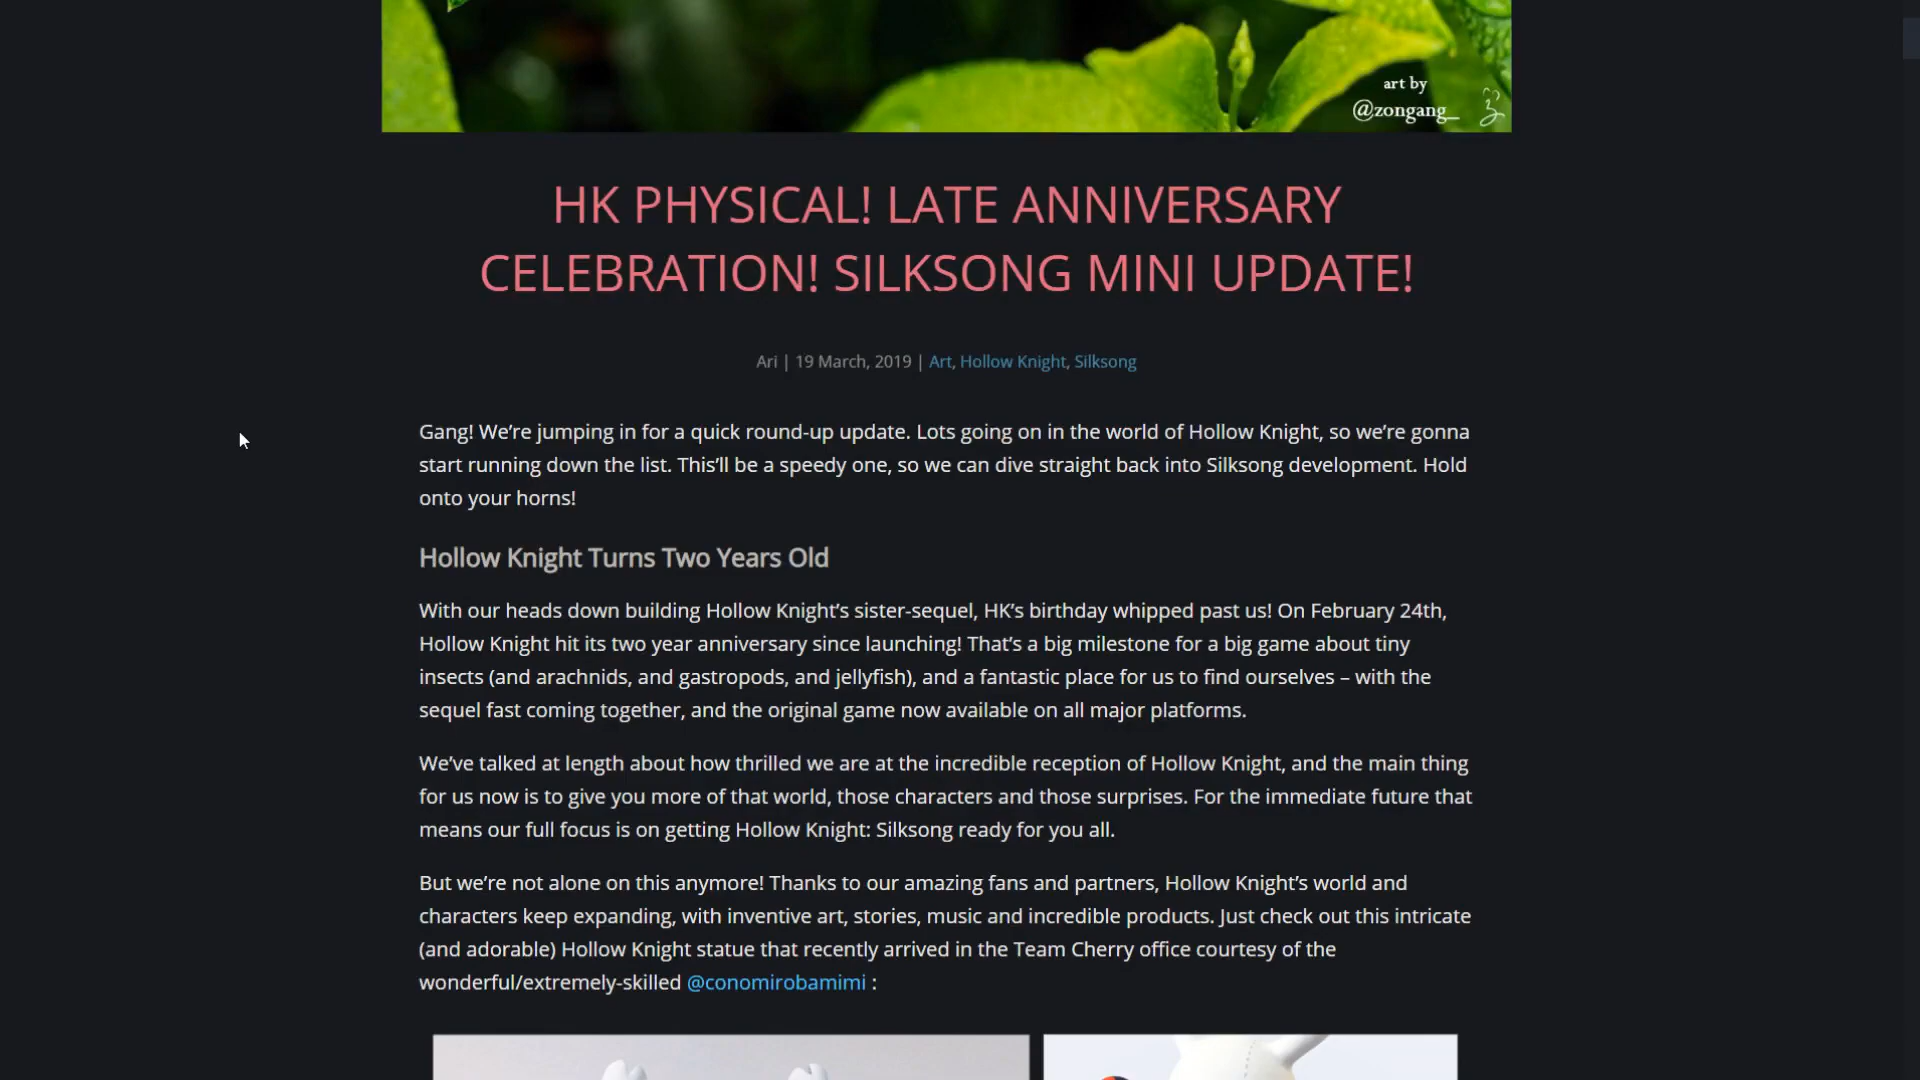 art by
@zongang_
HK PHYSICAL! LATE ANNIVERSARY
CELEBRATION! SILKSONG MINI UPDATE!
Ari | 19 March, 2019 | Art, Hollow Knight, Silksong
Gang! We’re jumping in for a quick round-up update. Lots going on in the world of Hollow Knight, so we’re gonna
start running down the list. This’ll be a speedy one, so we can dive straight back into Silksong development. Hold
onto your horns!
Hollow Knight Turns Two Years Old
With our heads down building Hollow Knight’s sister-sequel, HK’s birthday whipped past us! On February 24th,
Hollow Knight hit its two year anniversary since launching! That’s a big milestone for a big game about tiny
insects (and arachnids, and gastropods, and jellyfish), and a fantastic place for us to find ourselves – with the
sequel fast coming together, and the original game now available on all major platforms.
We’ve talked at length about how thrilled we are at the incredible reception of Hollow Knight, and the main thing
for us now is to give you more of that world, those characters and those surprises. For the immediate future that
means our full focus is on getting Hollow Knight: Silksong ready for you all.
But we’re not alone on this anymore! Thanks to our amazing fans and partners, Hollow Knight’s world and
characters keep expanding, with inventive art, stories, music and incredible products. Just check out this intricate
(and adorable) Hollow Knight statue that recently arrived in the Team Cherry office courtesy of the
wonderful/extremely-skilled @conomirobamimi :